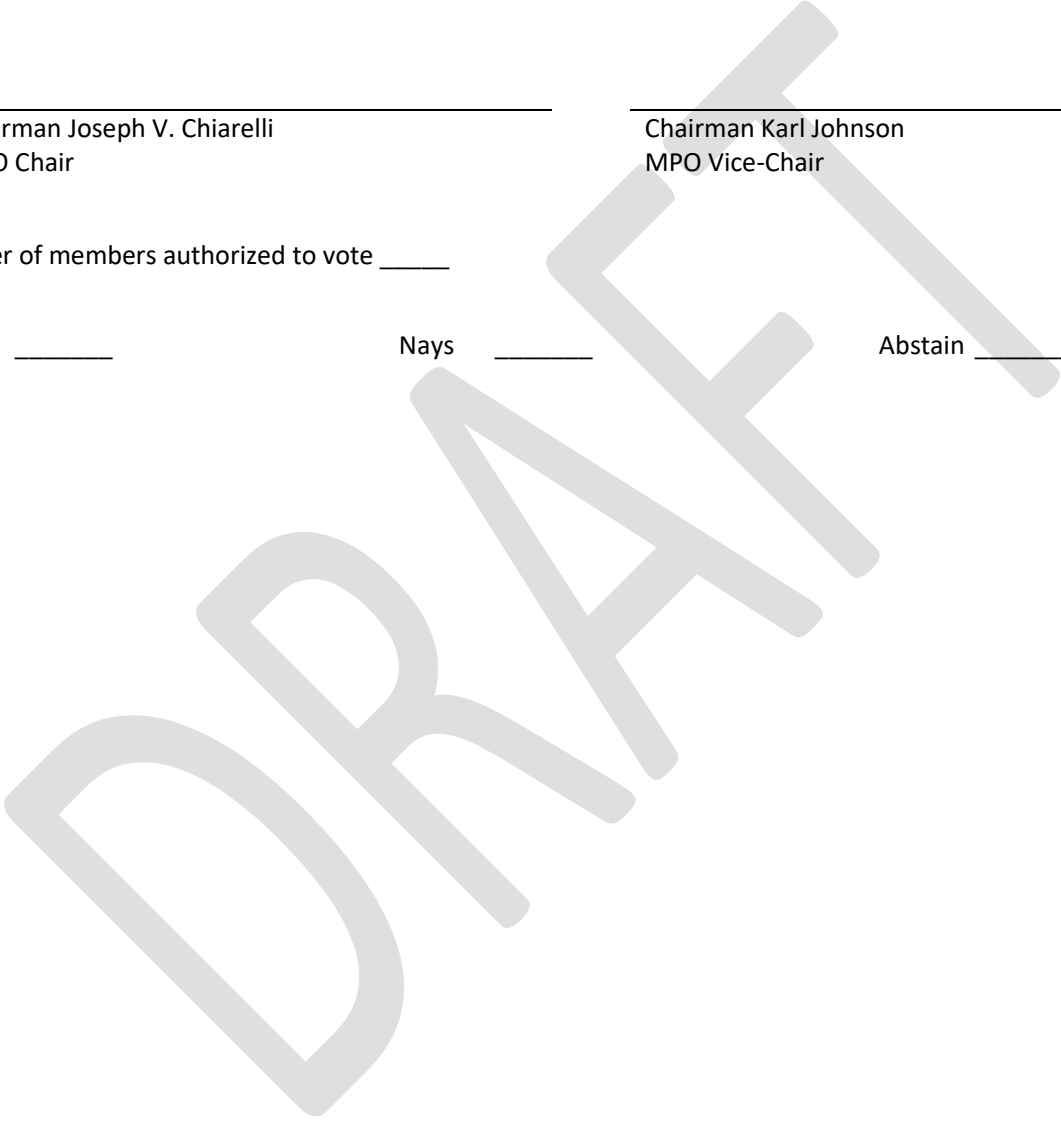 rman Joseph V. Chiarelli Chairman Karl Johnson
O Chair MPO Vice-Chair
er of members authorized to vote _____
_______ Nays _______ Abstain ______
DRAFT